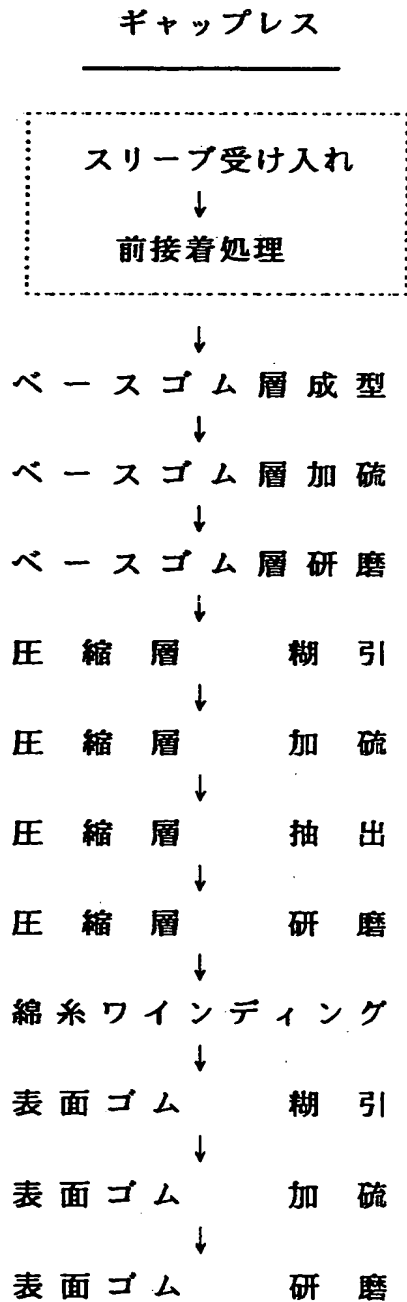 ギャップレス
スリーブ受け入れ
↓
前接着処理
↓
ベースゴム層成型
↓
ベースゴム層加硫
↓
ベースゴム層研磨
↓
圧縮層 糊引
↓
圧縮層 加硫
↓
圧縮層 抽出
↓
圧縮層 研磨
↓
綿糸ワインディング
↓
表面ゴム 糊引
↓
表面ゴム 加硫
↓
表面ゴム 研磨